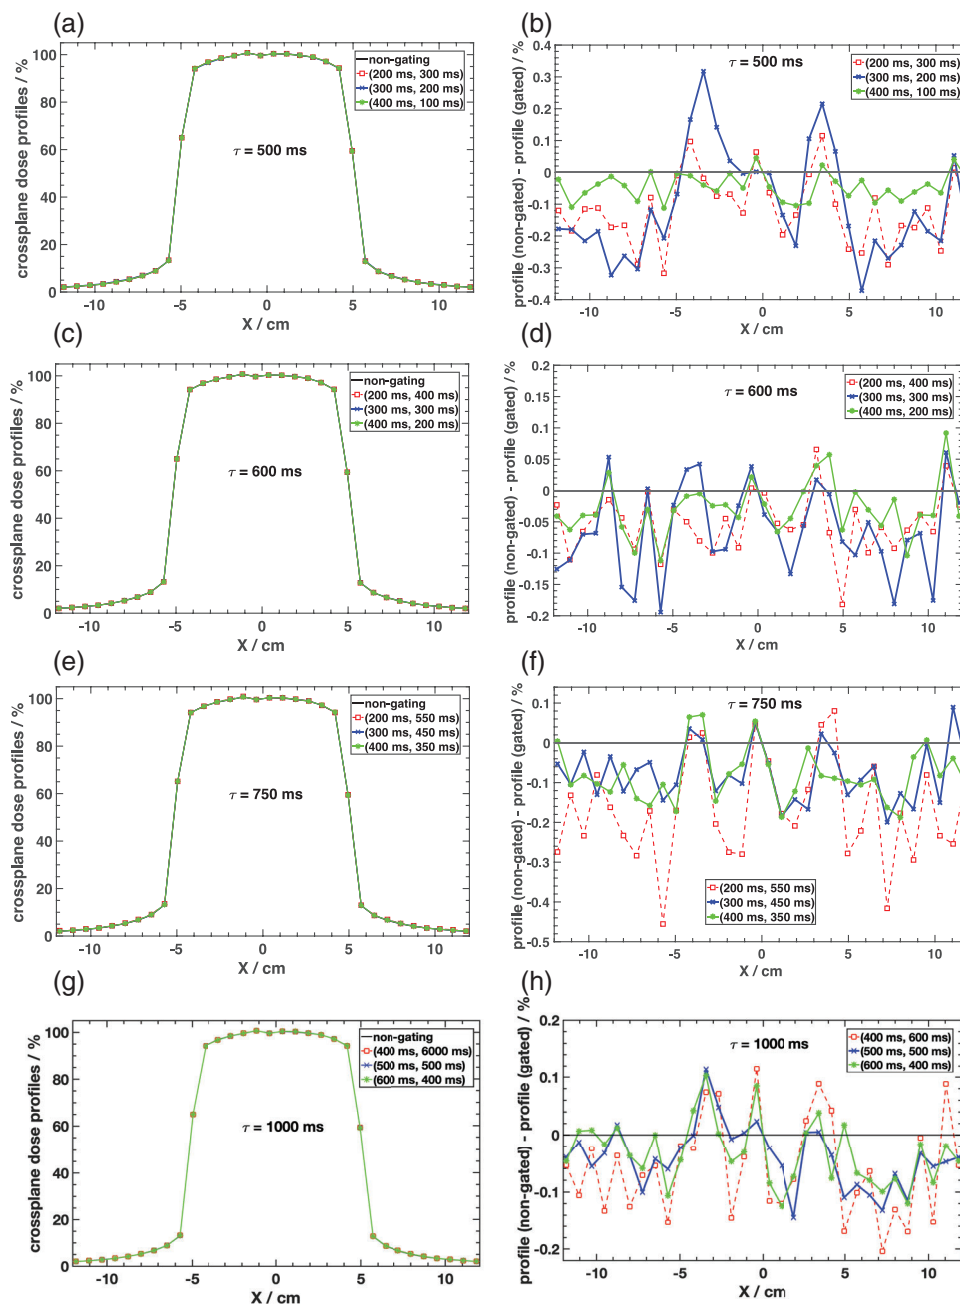 (a)
crossplane dose profiles / %
100
80
60
40
20
0
non-gating
(200 ms, 300 ms)
(300 ms, 200 ms)
(400 ms, 100 ms)
τ = 500 ms
-10 -5 0 5 10
X / cm
(b)
profile (non-gated) - profile (gated) / %
0.4
0.3
0.2
0.1
0
-0.1
-0.2
-0.3
-0.4
τ = 500 ms
(200 ms, 300 ms)
(300 ms, 200 ms)
(400 ms, 100 ms)
-10 -5 0 5 10
X / cm
(c)
crossplane dose profiles / %
100
80
60
40
20
0
non-gating
(200 ms, 400 ms)
(300 ms, 300 ms)
(400 ms, 200 ms)
τ = 600 ms
-10 -5 0 5 10
X / cm
(d)
profile (non-gated) - profile (gated) / %
0.2
0.15
0.1
0.05
0
-0.05
-0.1
-0.15
-0.2
τ = 600 ms
(200 ms, 400 ms)
(300 ms, 300 ms)
(400 ms, 200 ms)
-10 -5 0 5 10
X / cm
(e)
crossplane dose profiles / %
100
80
60
40
20
0
non-gating
(200 ms, 550 ms)
(300 ms, 450 ms)
(400 ms, 350 ms)
τ = 750 ms
-10 -5 0 5 10
X / cm
(f)
profile (non-gated) - profile (gated) / %
0.1
0
-0.1
-0.2
-0.3
-0.4
-0.5
τ = 750 ms
(200 ms, 550 ms)
(300 ms, 450 ms)
(400 ms, 350 ms)
-10 -5 0 5 10
X / cm
(g)
crossplane dose profiles / %
100
80
60
40
20
0
non-gating
(400 ms, 6000 ms)
(500 ms, 500 ms)
(600 ms, 400 ms)
τ = 1000 ms
-10 -5 0 5 10
X / cm
(h)
profile (non-gated) - profile (gated) / %
0.2
0.1
0
-0.1
-0.2
τ = 1000 ms
(400 ms, 600 ms)
(500 ms, 500 ms)
(600 ms, 400 ms)
-10 -5 0 5 10
X / cm